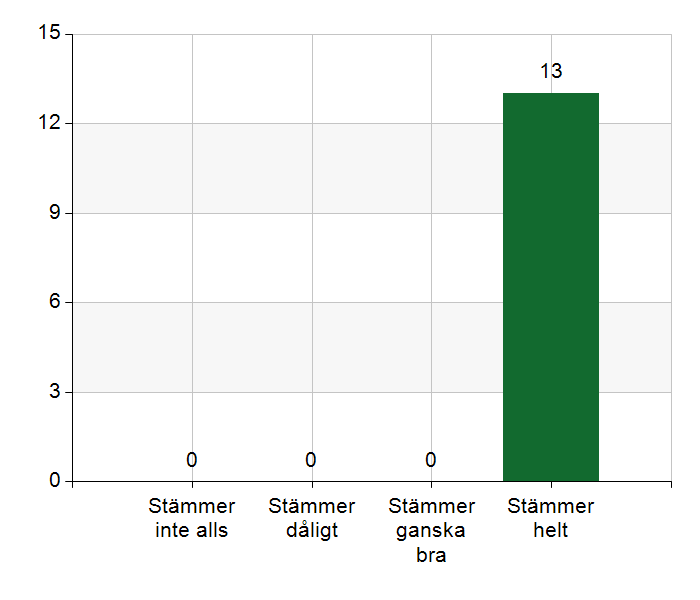 15
13
12
9
6
3
0
0
0
0
Stämmer
inte alls
Stämmer
dåligt
Stämmer
ganska
bra
Stämmer
helt